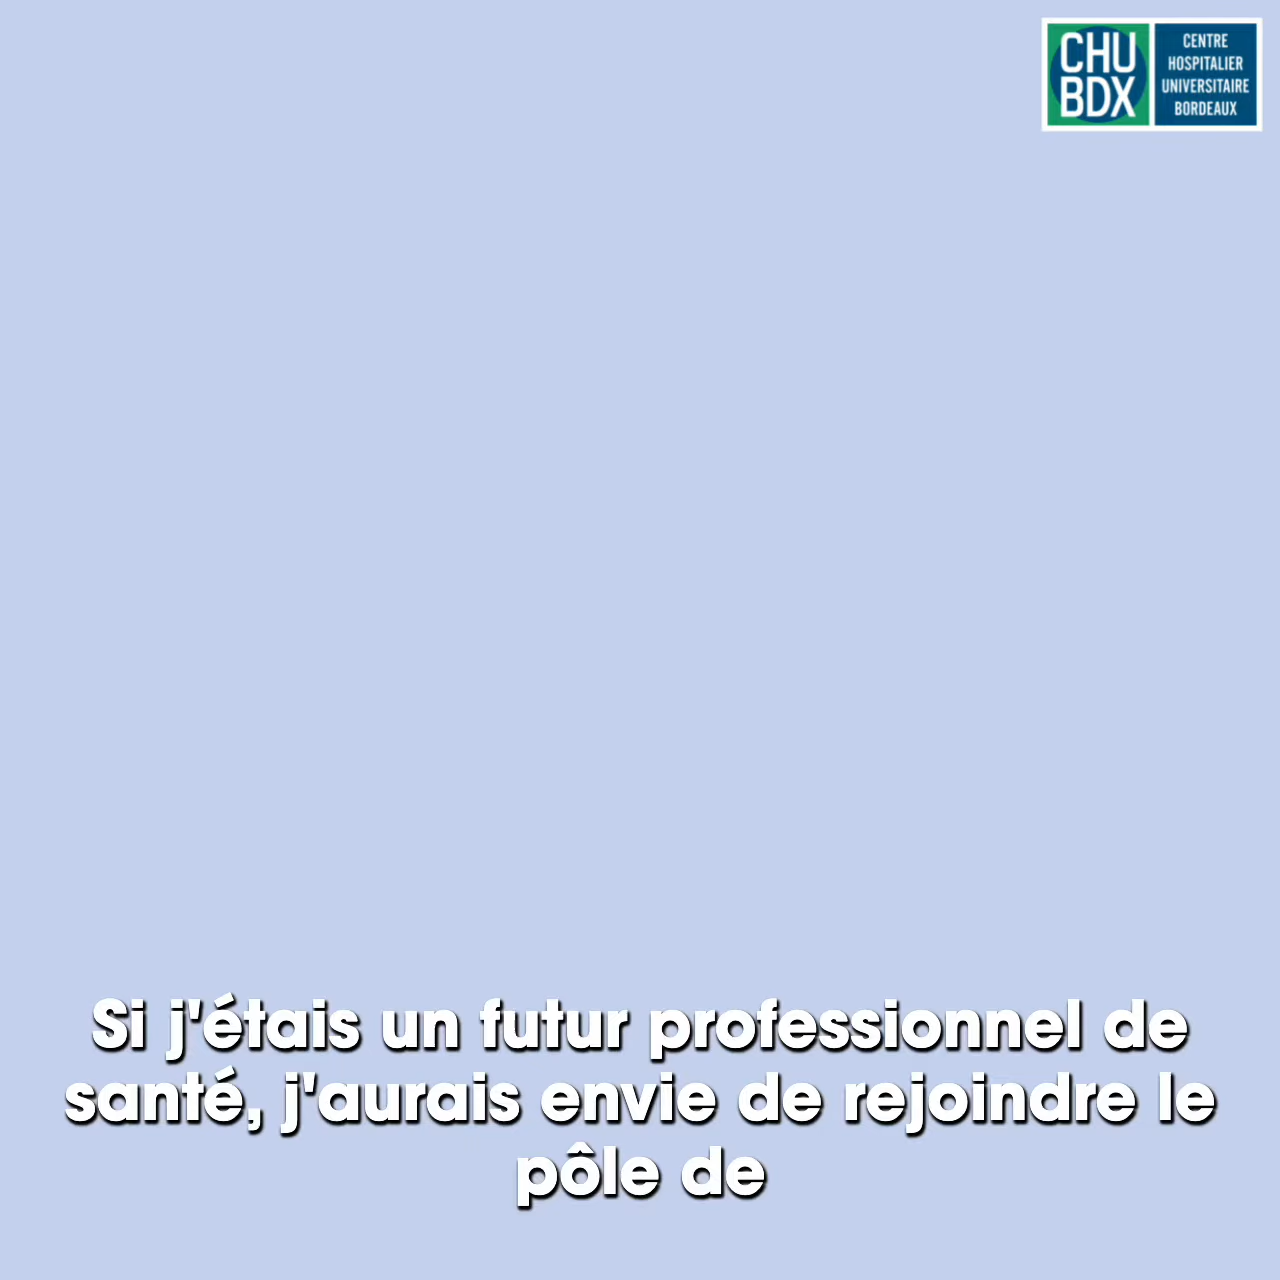 CHU
BDX
CENTRE
HOSPITALIER
UNIVERSITAIRE
BORDEAUX
Si j'étais un futur professionnel de
santé, j'aurais envie de rejoindre le
pôle de